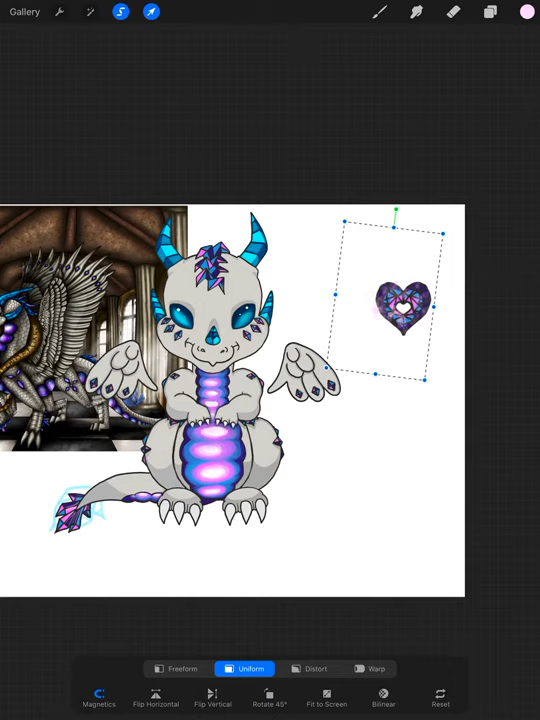 Gallery
Freeform Uniform Distort Warp
Magnetics Flip Horizontal Flip Vertical Rotate 45° Fit to Screen Bilinear Reset